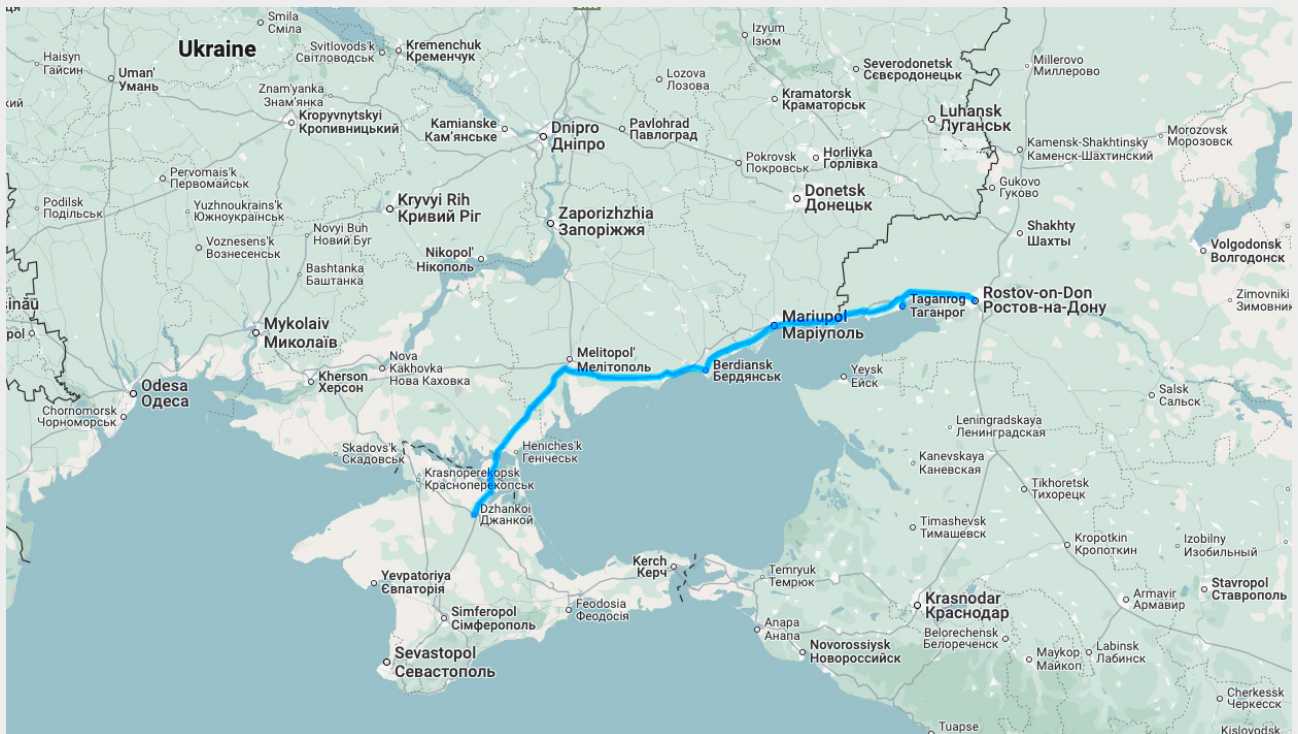 Smila
Сміла
Ukraine
Svitlovods'k
Світловодськ
Kremenchuk
Кременчук
Haisyn
Гайсин
Uman'
Умань
Znam'yanka
Знам'янка
Kropyvnytskyi
Кропивницький
Kamianske
Кам'янське
Dnipro
Дніпро
Pavlohrad
Павлоград
Lozova
Лозова
Izyum
Ізюм
Severodonetsk
Сєвєродонецьк
Kramatorsk
Краматорськ
Luhansk
Луганськ
Millerovo
Миллерово
Morozovsk
Морозовск
Kamensk-Shakhtinsky
Каменск-Шахтинский
Pokrovsk
Покровськ
Horlivka
Горлівка
Gukovo
Гуково
Pervomais'k
Первомайськ
Podilsk
Подільськ
Yuzhnoukrains'k
Южноукраїнськ
Kryvyi Rih
Кривий Ріг
Zaporizhzhia
Запоріжжя
Donetsk
Донецьк
Shakhty
Шахты
Voznesens'k
Вознесенськ
Novyi Buh
Новий Буг
Nikopol'
Нікополь
Bashtanka
Баштанка
Volgodonsk
Волгодонск
Taganrog
Таганрог
Rostov-on-Don
Ростов-на-Дону
Zimovniki
Зимовник
Mykolaiv
Миколаїв
Mariupol
Маріуполь
Nova
Kakhovka
Нова Каховка
Melitopol'
Мелітополь
Berdiansk
Бердянськ
Yeysk
Ейск
Kherson
Херсон
Odesa
Одеса
Chornomorsk
Чорноморськ
Salsk
Сальск
Leningradskaya
Ленинградская
Skadovs'k
Скадовськ
Heniches'k
Генічеськ
Kanevskaya
Каневская
Krasnoperekopsk
Красноперекопськ
Tikhoretsk
Тихорецк
Dzhankoi
Джанкой
Timashevsk
Тимашевск
Kropotkin
Кропоткин
Izobilny
Изобильный
Kerch
Керч
Temryuk
Темрюк
Yevpatoriya
Євпаторія
Stavropol
Ставрополь
Simferopol
Сімферополь
Feodosia
Феодосія
Krasnodar
Краснодар
Armavir
Армавир
Anapa
Анапа
Belorechensk
Белореченск
Sevastopol
Севастополь
Novorossiysk
Новороссийск
Maykop
Майкоп
Labinsk
Лабинск
Cherkessk
Черкесск
Tuapse
Kislovodsk